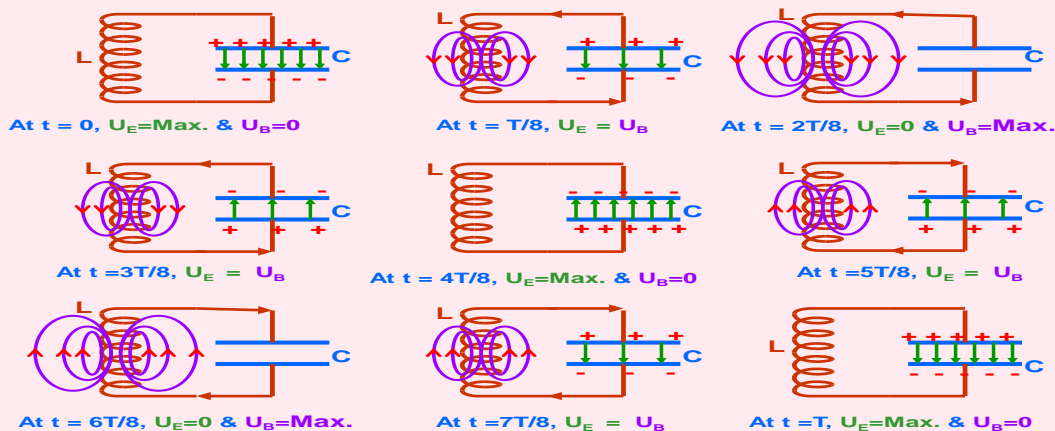 + + + + +
L C
- - - - - -
At t = 0, UE=Max. & UB=0
L
+ + +
C
- - -
At t = T/8, UE = UB
L
C
At t = 2T/8, UE=0 & UB=Max.
L
- - -
C
+ + +
At t =3T/8, UE = UB
L
- - - - -
C
+ + + + + +
At t = 4T/8, UE=Max. & UB=0
L
- - -
C
+ + +
At t =5T/8, UE = UB
L
C
At t = 6T/8, UE=0 & UB=Max.
L
+ + +
C
- - -
At t =7T/8, UE = UB
+ + + + + +
L C
- - - - -
At t =T, UE=Max. & UB=0